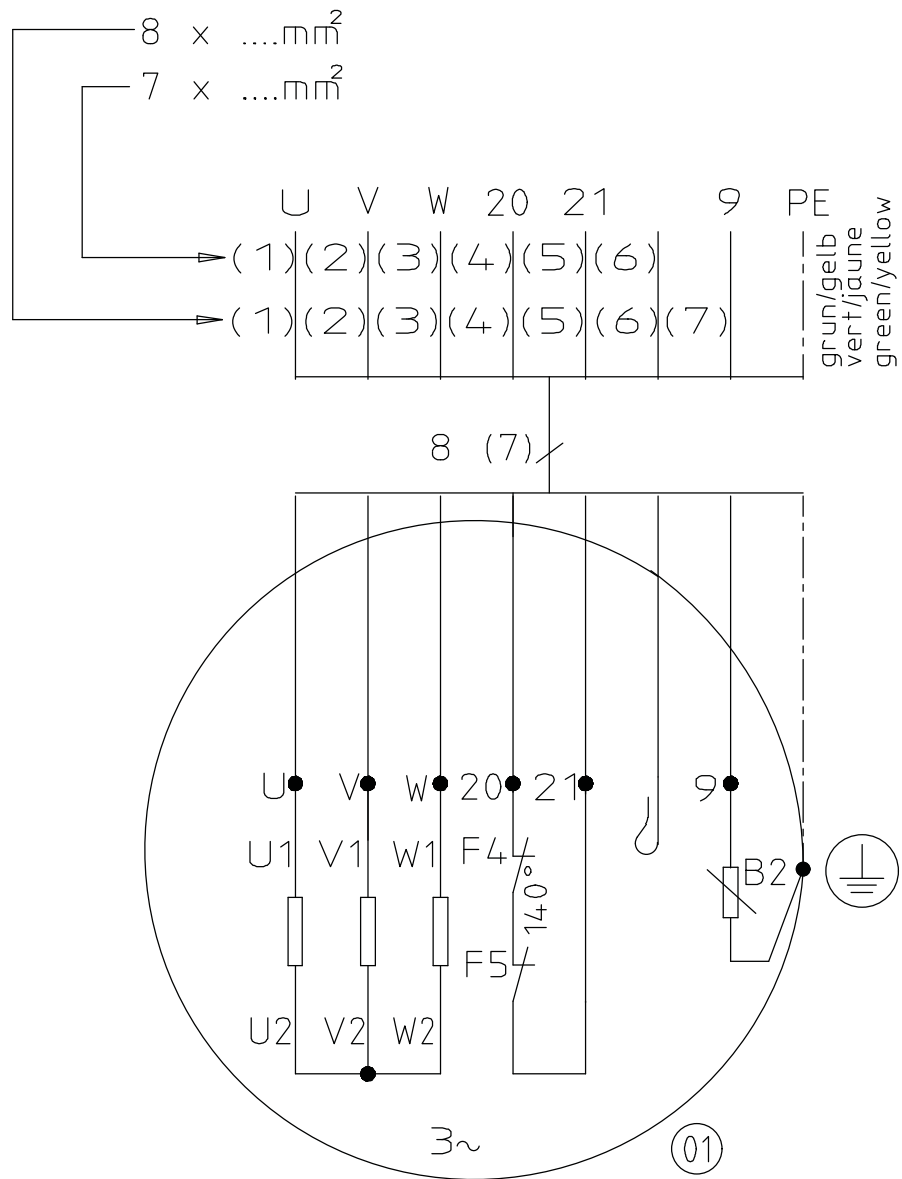 8 x ....mm²
7 x ....mm²
U V W 20 21 9 PE
(1) (2) (3) (4) (5) (6)
(1) (2) (3) (4) (5) (6) (7)
grun/gelb
vert/jaune
green/yellow
8 (7)
U V W 20 21 9
U1 V1 W1 F4 B2
140°
F5
U2 V2 W2
3~
01